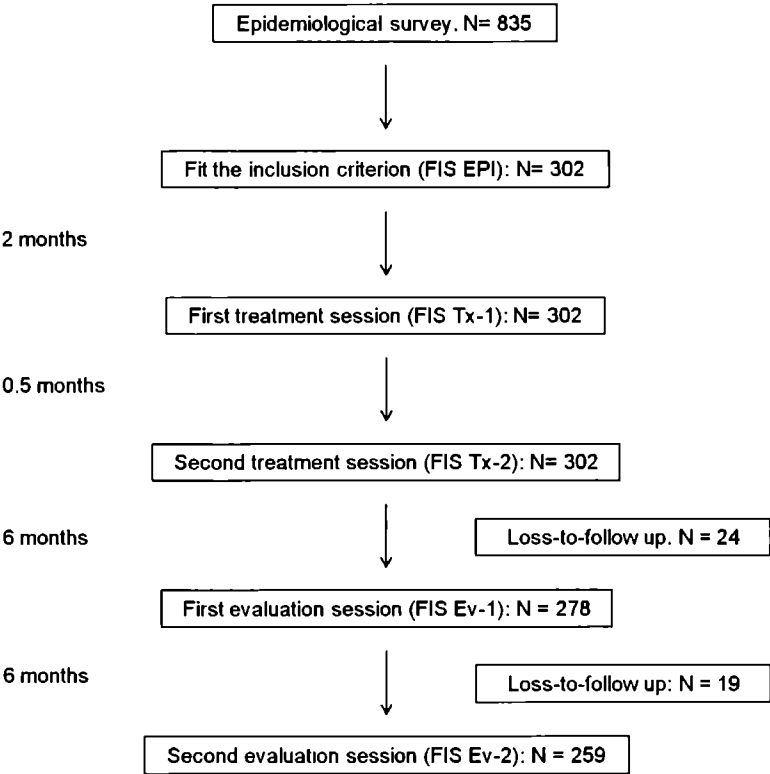 Epidemiological survey. N= 835
Fit the inclusion criterion (FIS EPI): N= 302
2 months
First treatment session (FIS Tx-1): N= 302
0.5 months
Second treatment session (FIS Tx-2): N= 302
6 months
Loss-to-follow up. N = 24
First evaluation session (FIS Ev-1): N = 278
6 months
Loss-to-follow up: N = 19
Second evaluation session (FIS Ev-2): N = 259